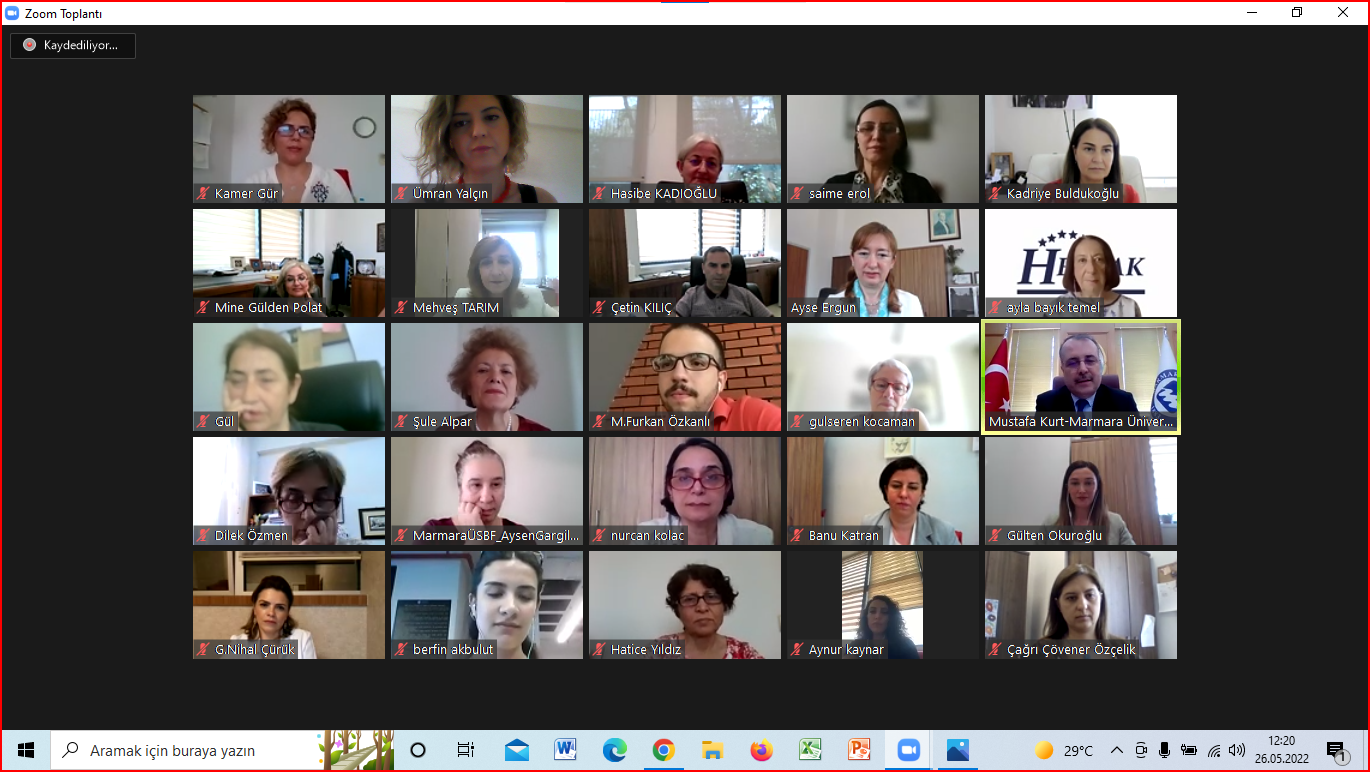 Zoom Toplantı
Kaydediliyor...
Kamer Gür
Ümran Yalçın
Hasibe KADIOĞLU
saime erol
Kadriye Buldukoğlu
Mine Gülden Polat
Mehveş TARIM
Çetin KILIÇ
Ayse Ergun
ayla bayık temel
Gül
Şule Alpar
M.Furkan Özkanlı
gulseren kocaman
Mustafa Kurt-Marmara Üniver...
Dilek Özmen
MarmaraÜSBF_AysenGargil...
nurcan kolac
Banu Katran
Gülten Okuroğlu
G.Nihal Çürük
berfin akbulut
Hatice Yıldız
Aynur kaynar
Çağrı Çövener Özçelik
Aramak için buraya yazın
29°C
12:20
26.05.2022
1